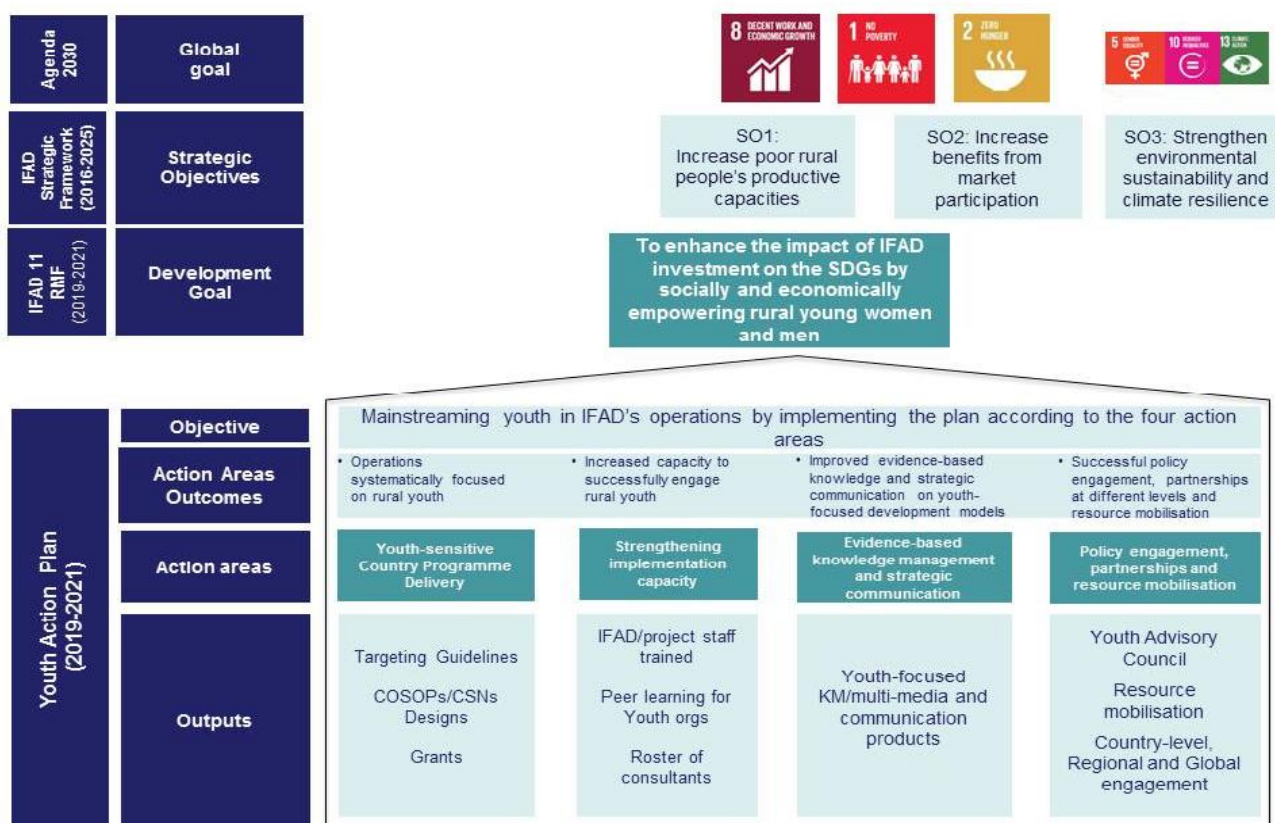 Agenda
2030
Global
goal
8 DECENT WORK AND
ECONOMIC GROWTH
1 NO
POVERTY
2 ZERO
HUNGER
5 GENDER
EQUALITY
10 REDUCED
INEQUALITIES
13 CLIMATE
ACTION
IFAD
Strategic
Framework
(2016-2025)
Strategic
Objectives
SO1:
Increase poor rural
people's productive
capacities
SO2: Increase
benefits from
market
participation
SO3: Strengthen
environmental
sustainability and
climate resilience
IFAD 11
RMF
(2019-2021)
Development
Goal
To enhance the impact of IFAD
investment on the SDGs by
socially and economically
empowering rural young women
and men
Youth Action Plan
(2019-2021)
Objective
Mainstreaming youth in IFAD's operations by implementing the plan according to the four action
areas
Action Areas
Outcomes
• Operations
systematically focused
on rural youth
• Increased capacity to
successfully engage
rural youth
• Improved evidence-based
knowledge and strategic
communication on youth-
focused development models
• Successful policy
engagement, partnerships
at different levels and
resource mobilisation
Action areas
Youth-sensitive
Country Programme
Delivery
Strengthening
implementation
capacity
Evidence-based
knowledge management
and strategic
communication
Policy engagement,
partnerships and
resource mobilisation
Outputs
Targeting Guidelines
COSOPs/CSNs
Designs
Grants
IFAD/project staff
trained
Peer learning for
Youth orgs
Roster of
consultants
Youth-focused
KM/multi-media and
communication
products
Youth Advisory
Council
Resource
mobilisation
Country-level,
Regional and Global
engagement